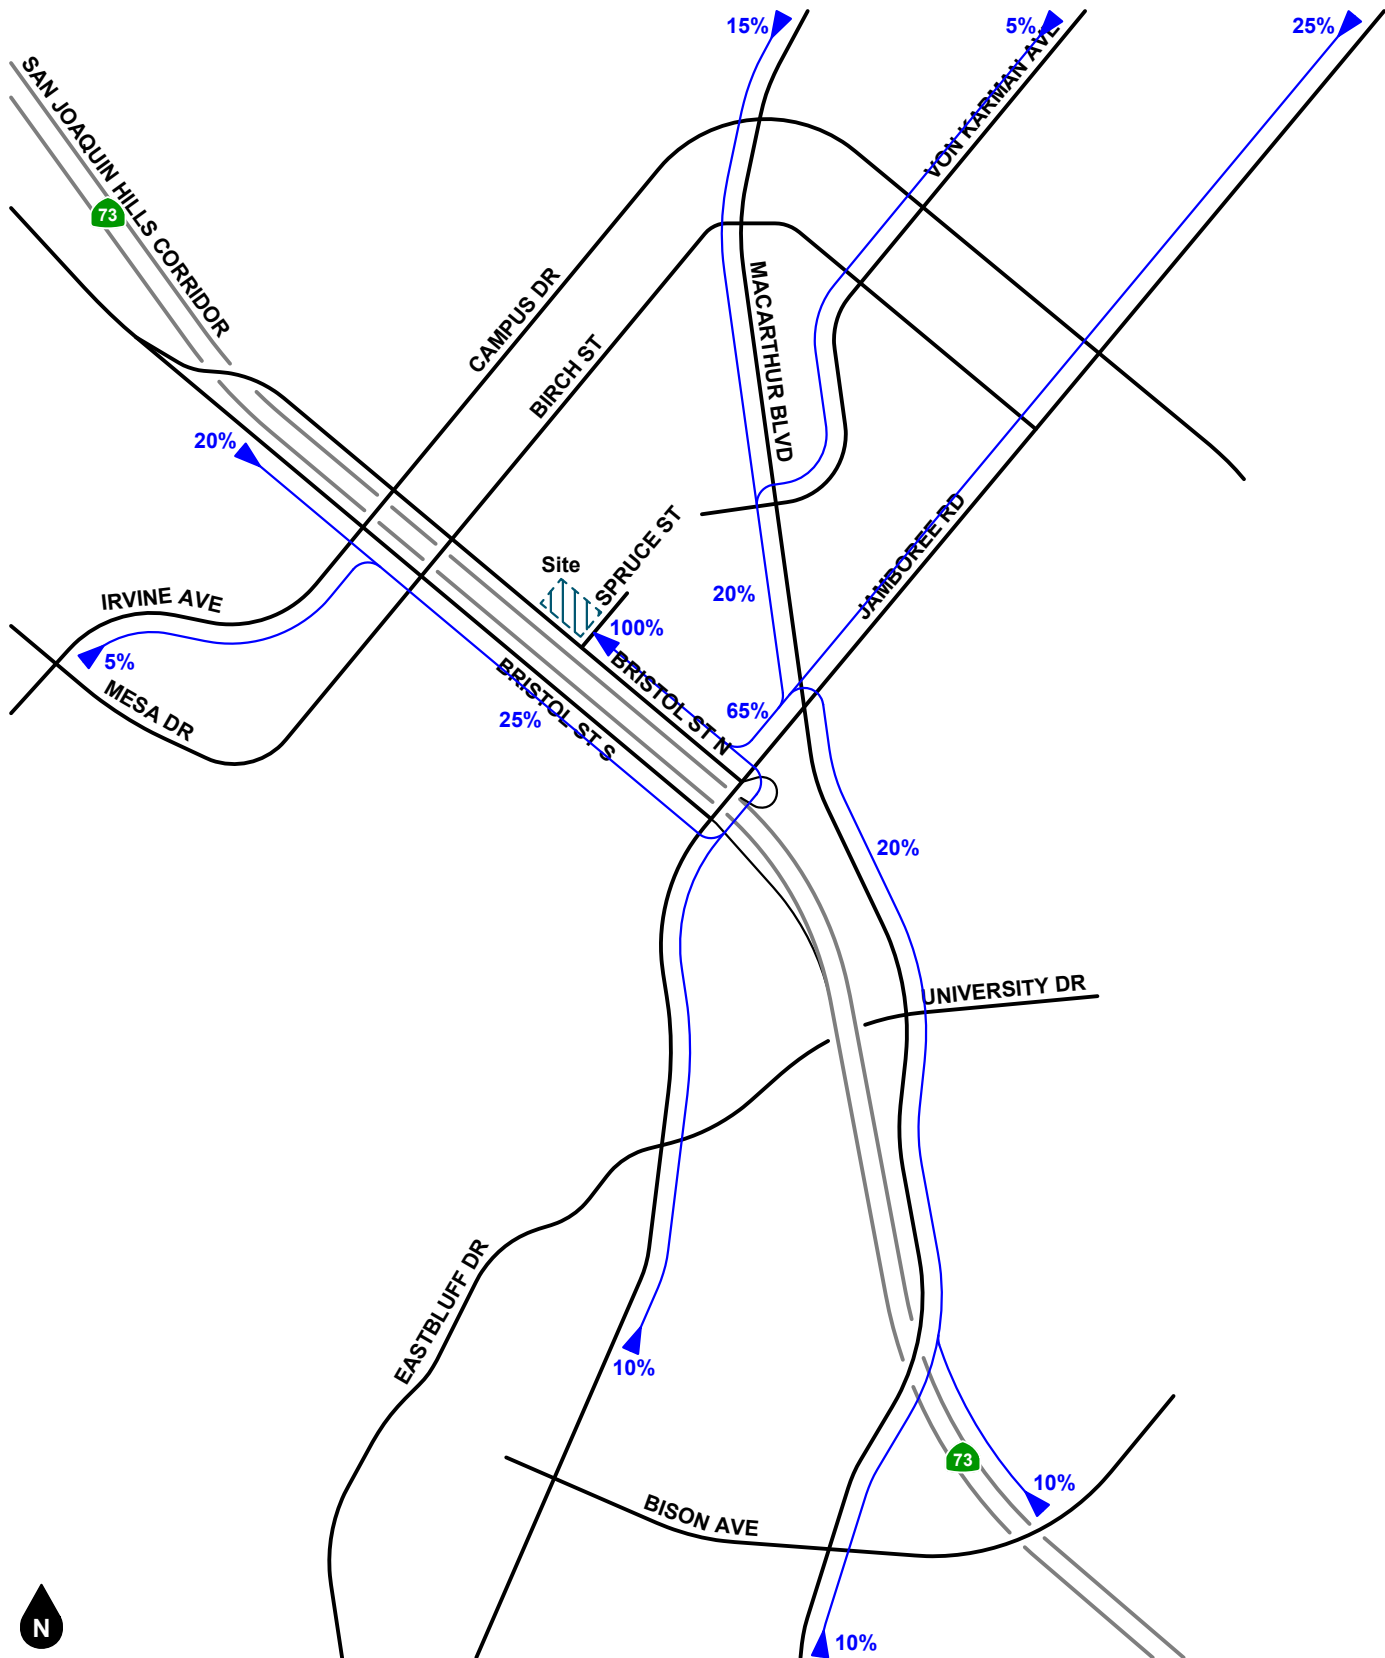 15%
5%
25%
SAN JOAQUIN HILLS CORRIDOR
VON KARMAN AVE
73
CAMPUS DR
BIRCH ST
MACARTHUR BLVD
20%
JAMBOREE RD
SPRUCE ST
Site
20%
IRVINE AVE
100%
5%
BRISTOL ST N
MESA DR
BRISTOL ST S
25%
65%
20%
UNIVERSITY DR
EASTBLUFF DR
10%
73
10%
BISON AVE
N
10%